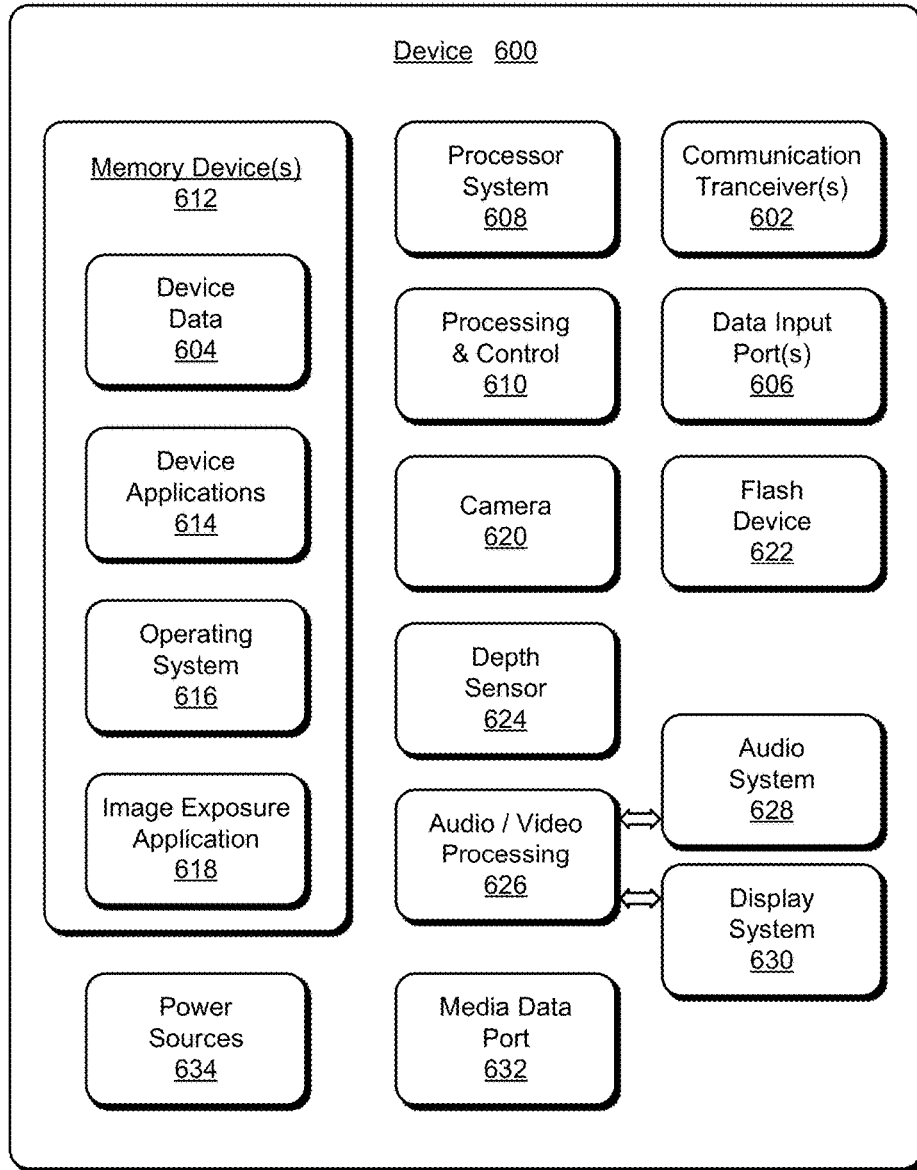 Device 600
Memory Device(s)
612
Device
Data
604
Device
Applications
614
Operating
System
616
Image Exposure
Application
618
Power
Sources
634
Processor
System
608
Processing
& Control
610
Camera
620
Depth
Sensor
624
Audio / Video
Processing
626
Media Data
Port
632
Communication
Tranceiver(s)
602
Data Input
Port(s)
606
Flash
Device
622
Audio
System
628
Display
System
630